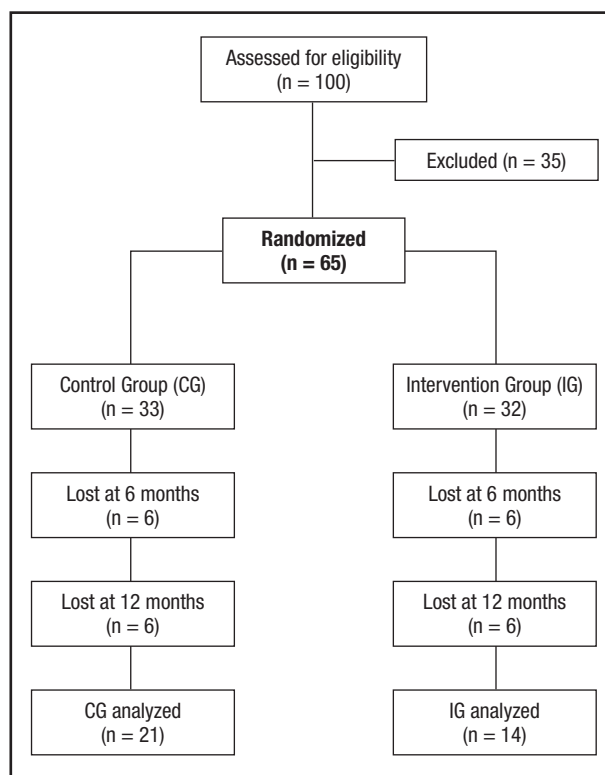 Assessed for eligibility
(n = 100)
Excluded (n = 35)
Randomized
(n = 65)
Control Group (CG)
(n = 33)
Intervention Group (IG)
(n = 32)
Lost at 6 months
(n = 6)
Lost at 6 months
(n = 6)
Lost at 12 months
(n = 6)
Lost at 12 months
(n = 6)
CG analyzed
(n = 21)
IG analyzed
(n = 14)